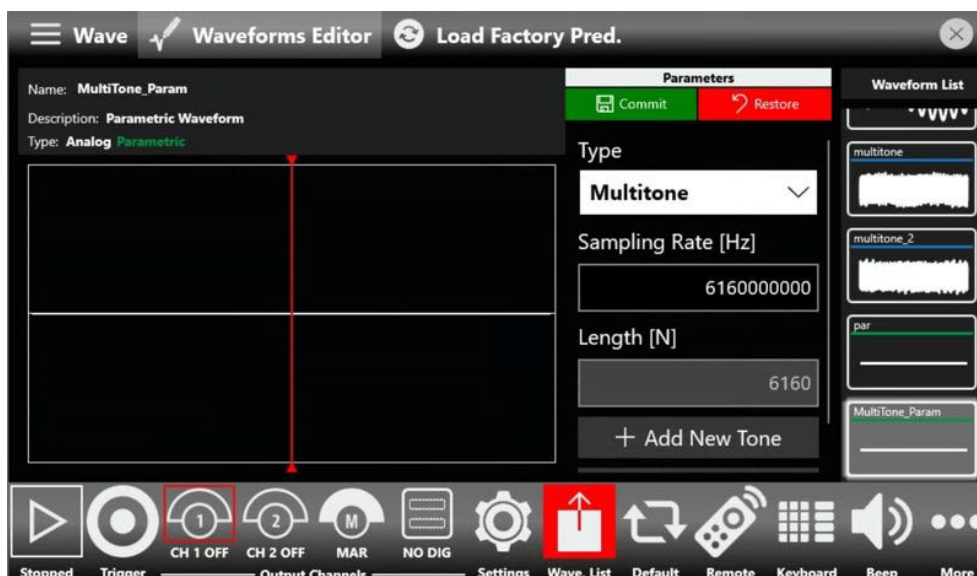 Wave
Waveforms Editor
Load Factory Pred.
Name: MultiTone_Param
Description: Parametric Waveform
Type: Analog Parametric
Parameters
Commit
Restore
Type
Multitone
Sampling Rate [Hz]
6160000000
Length [N]
6160
+ Add New Tone
Waveform List
multitone
multitone_2
par
MultiTone_Param
1
2
M
CH 1 OFF
CH 2 OFF
MAR
NO DIG
Stopped
Trigger
Output Channels
Settings
Wave. List
Default
Remote
Keyboard
Beep
More